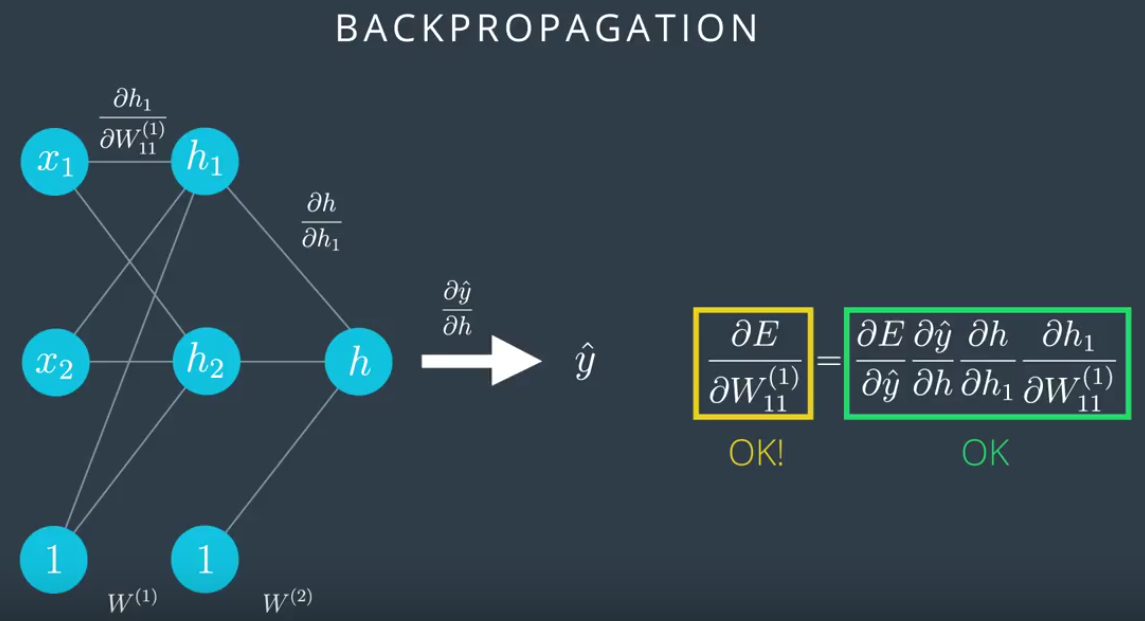 BACKPROPAGATION
∂h₁/∂W₁₁⁽¹⁾
x₁ h₁
∂h/∂h₁
∂ŷ/∂h
x₂ h₂ h ŷ
∂E/∂W₁₁⁽¹⁾ = ∂E/∂ŷ ∂ŷ/∂h ∂h/∂h₁ ∂h₁/∂W₁₁⁽¹⁾
OK! OK
1 1
W⁽¹⁾ W⁽²⁾